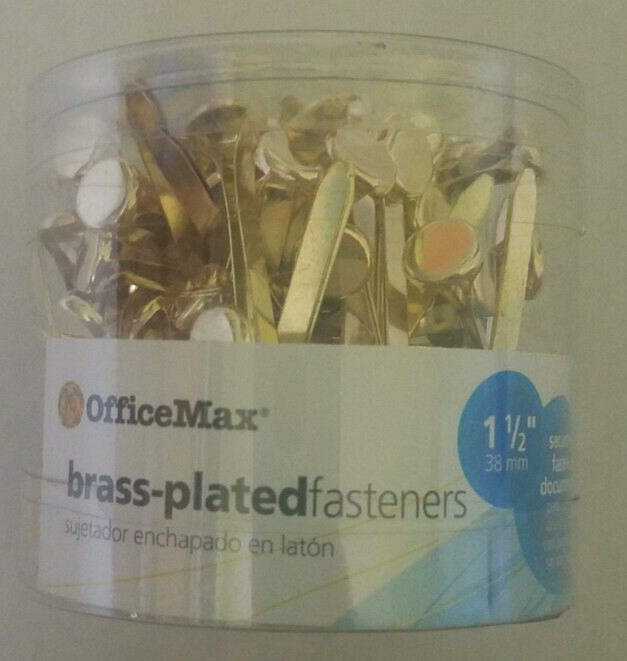 OfficeMax®
brass-platedfasteners
sujetador enchapado en latón
1 1/2"
38 mm